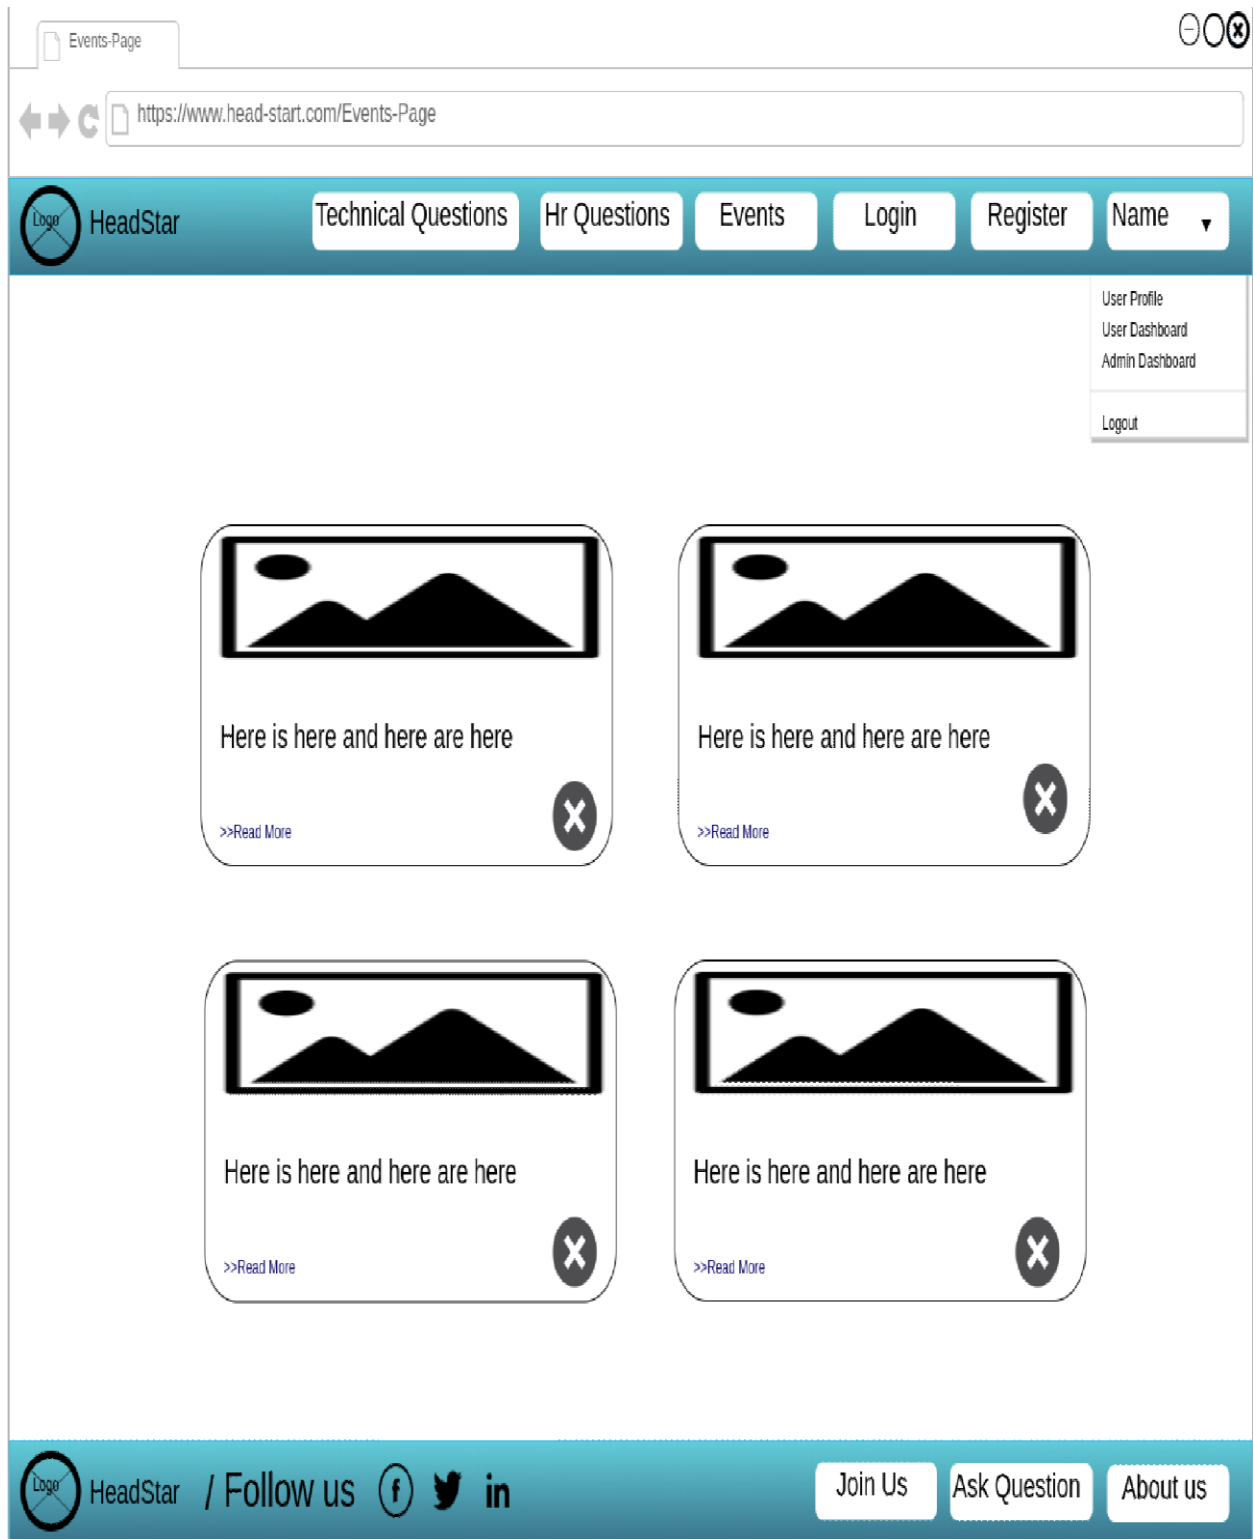 Events-Page
https://www.head-start.com/Events-Page
Logo HeadStar Technical Questions Hr Questions Events Login Register Name
User Profile
User Dashboard
Admin Dashboard
Logout
Here is here and here are here
>>Read More
Here is here and here are here
>>Read More
Here is here and here are here
>>Read More
Here is here and here are here
>>Read More
Logo HeadStar / Follow us f in Join Us Ask Question About us